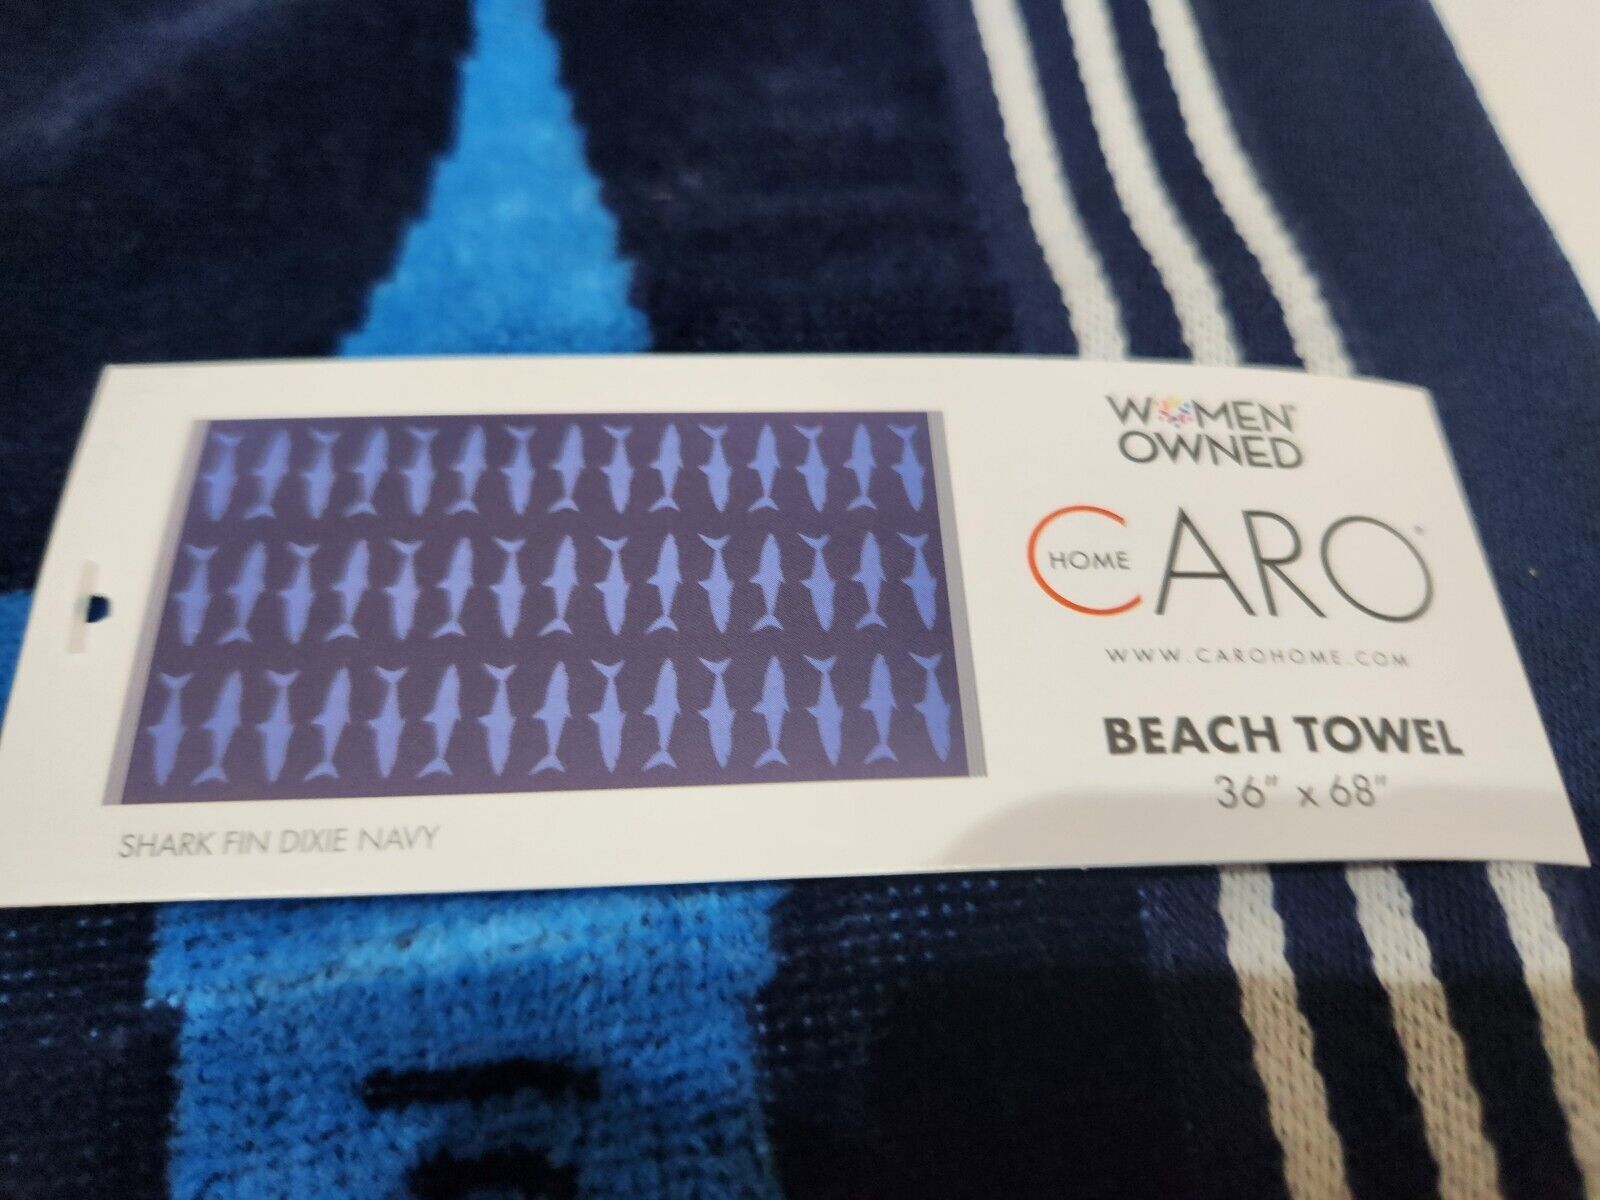 WOMEN
OWNED
HOME
CARO
WWW.CAROHOME.COM
BEACH TOWEL
36" x 68"
SHARK FIN DIXIE NAVY